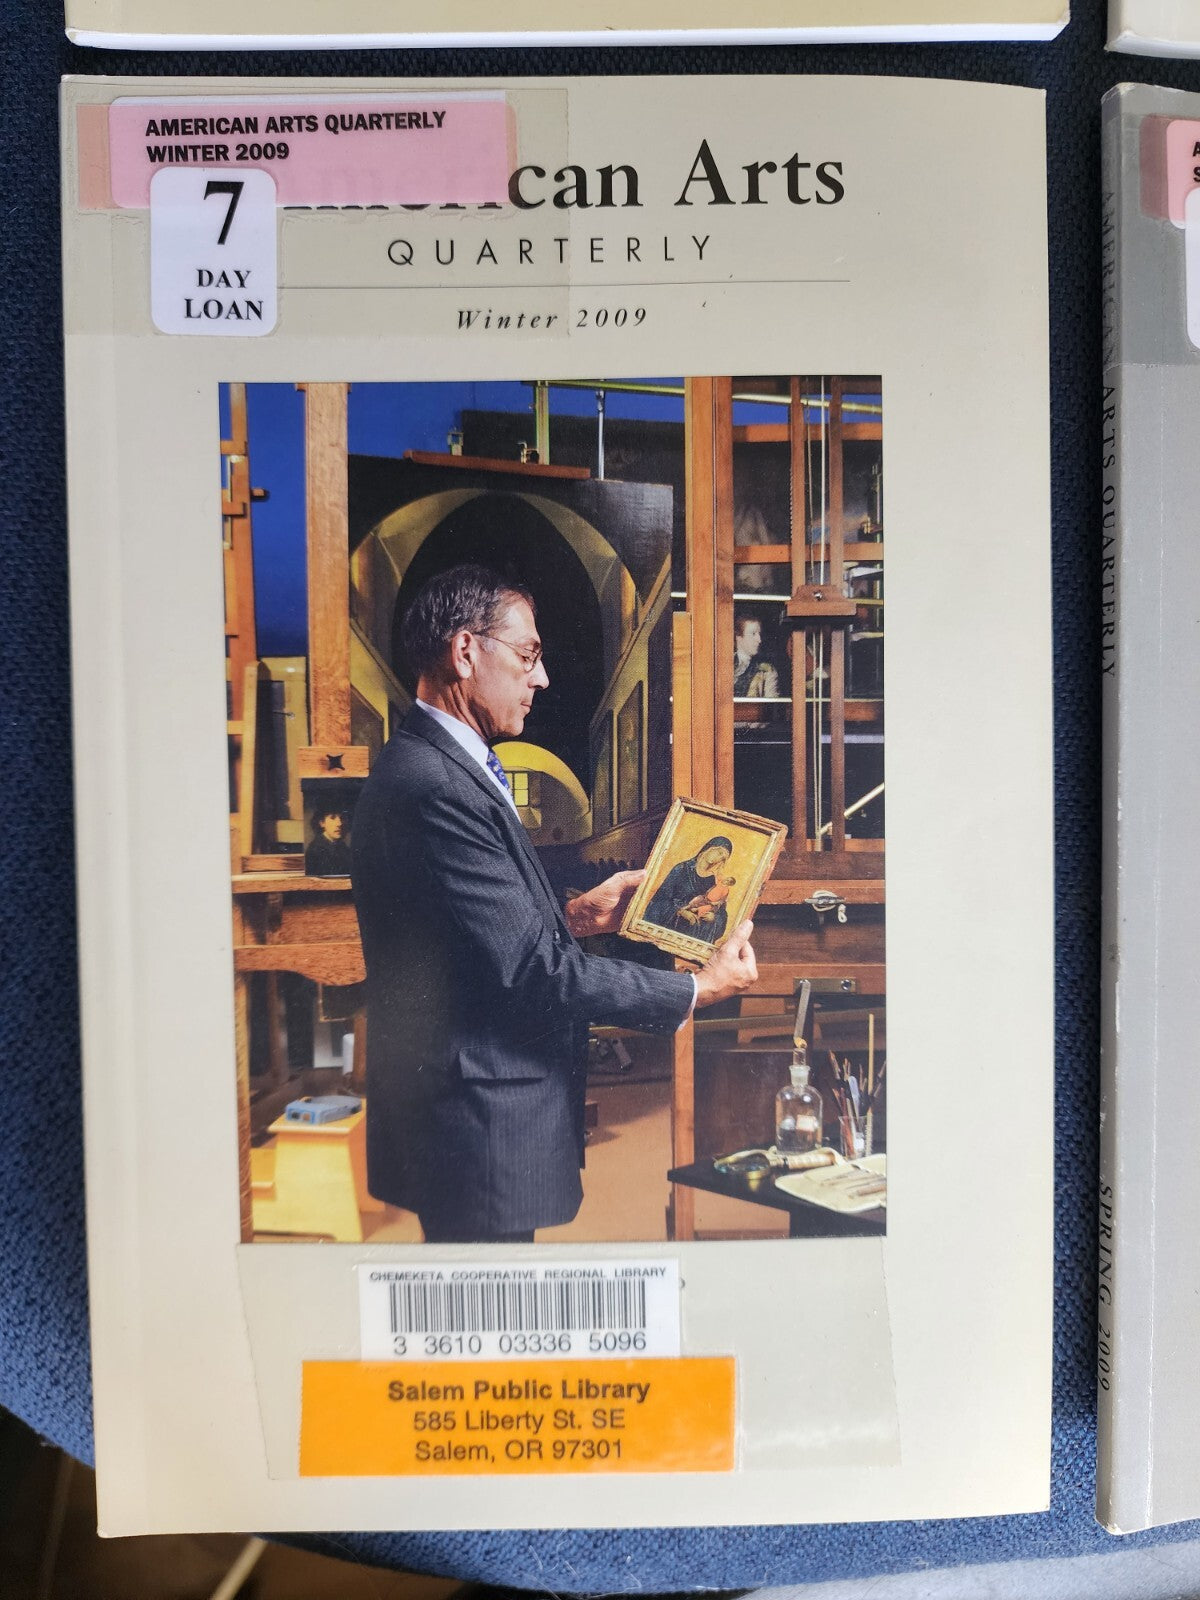 AMERICAN ARTS QUARTERLY
WINTER 2009
7
DAY
LOAN
American Arts
QUARTERLY
Winter 2009
CHEMEKETA COOPERATIVE REGIONAL LIBRARY
3 3610 03336 5096
Salem Public Library
585 Liberty St. SE
Salem, OR 97301
AMERICAN ARTS QUARTERLY
SPRING 2009
A
S